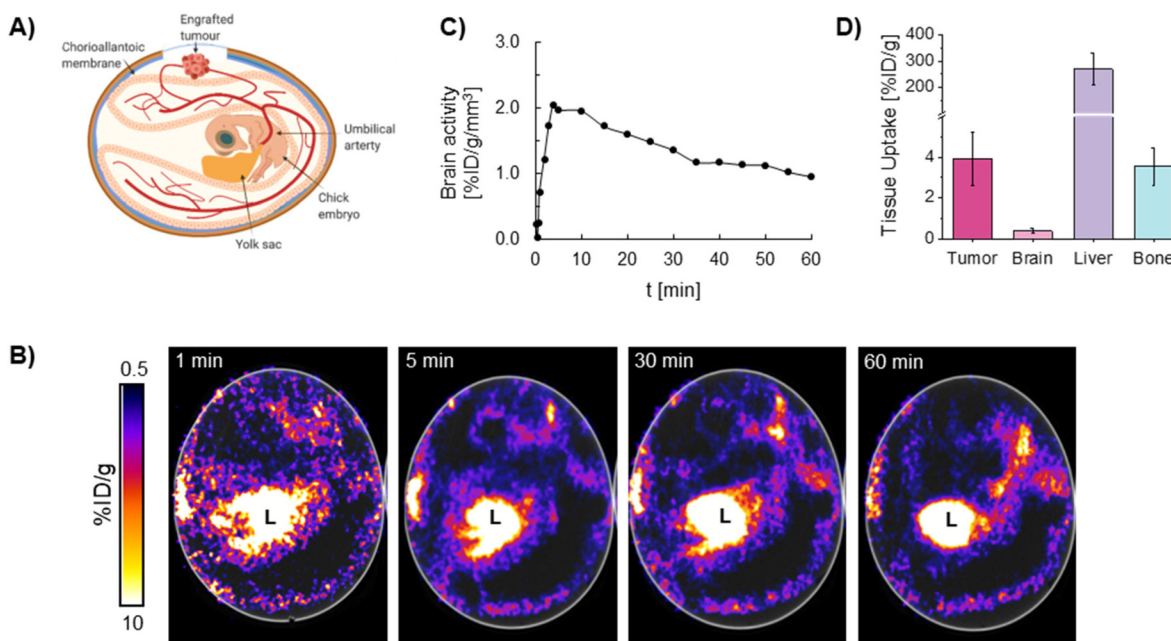 A)
Engrafted
tumour
Chorioallantoic
membrane
Umbilical
arterty
Chick
embryo
Yolk sac
C)
Brain activity
[%ID/g/mm³]
3.0
2.0
1.0
0.0
0 10 20 30 40 50 60
t [min]
D)
Tissue Uptake [%ID/g]
400
300
200
4
2
0
Tumor Brain Liver Bone
B)
0.5
%ID/g
10
1 min
L
5 min
L
30 min
L
60 min
L